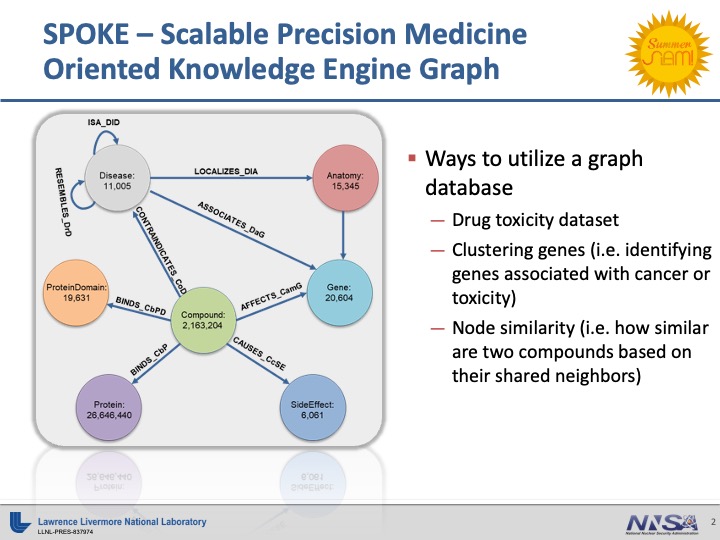 SPOKE – Scalable Precision Medicine
Oriented Knowledge Engine Graph
Summer
SLAM!
ISA_DiD
RESEMBLES_DrD
Disease:
11,005
LOCALIZES_DlA
Anatomy:
15,345
ASSOCIATES_DaG
CONTRAINDICATES_CcD
ProteinDomain:
19,631
BINDS_CbPD
Compound:
2,163,204
AFFECTS_CamG
Gene:
20,604
BINDS_CbP
CAUSES_CcSE
Protein:
26,646,440
SideEffect:
6,061
▪ Ways to utilize a graph
database
— Drug toxicity dataset
— Clustering genes (i.e. identifying
genes associated with cancer or
toxicity)
— Node similarity (i.e. how similar
are two compounds based on
their shared neighbors)
Lawrence Livermore National Laboratory
LLNL-PRES-837974
NNSA
National Nuclear Security Administration
2